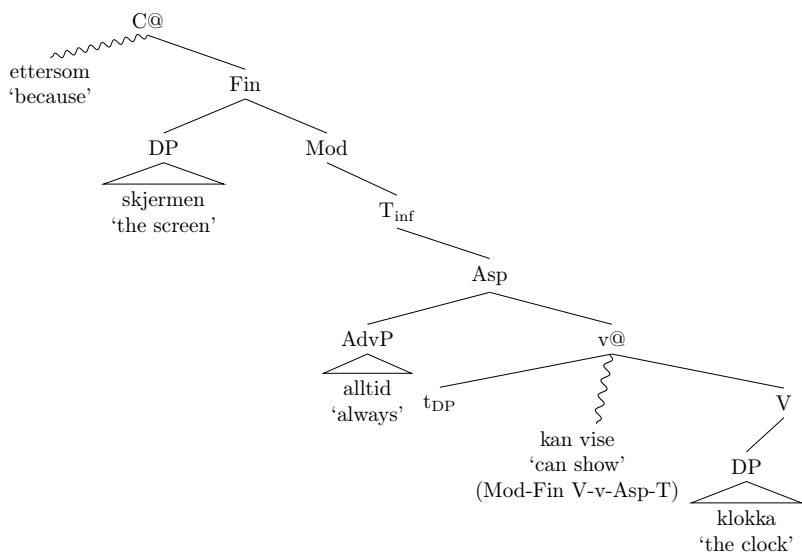 C@
ettersom
‘because’
Fin
DP
skjermen
‘the screen’
Mod
T_inf
Asp
AdvP
alltid
‘always’
v@
t_DP
kan vise
‘can show’
(Mod-Fin V-v-Asp-T)
V
DP
klokka
‘the clock’